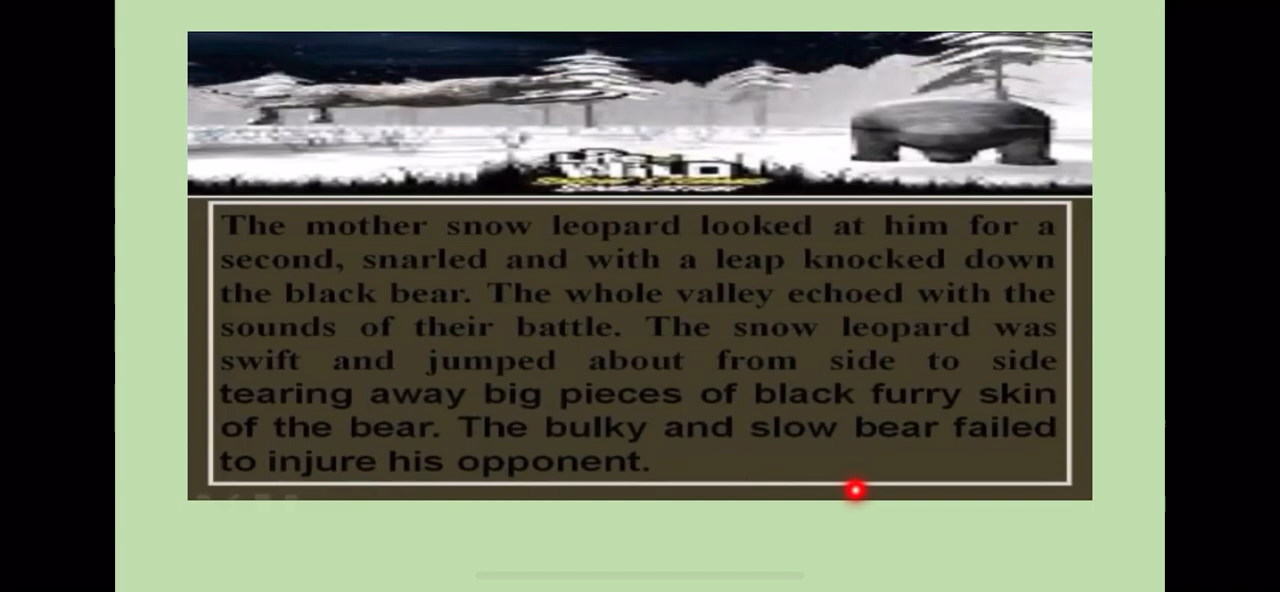 WILD
The mother snow leopard looked at him for a
second, snarled and with a leap knocked down
the black bear. The whole valley echoed with the
sounds of their battle. The snow leopard was
swift and jumped about from side to side
tearing away big pieces of black furry skin
of the bear. The bulky and slow bear failed
to injure his opponent.